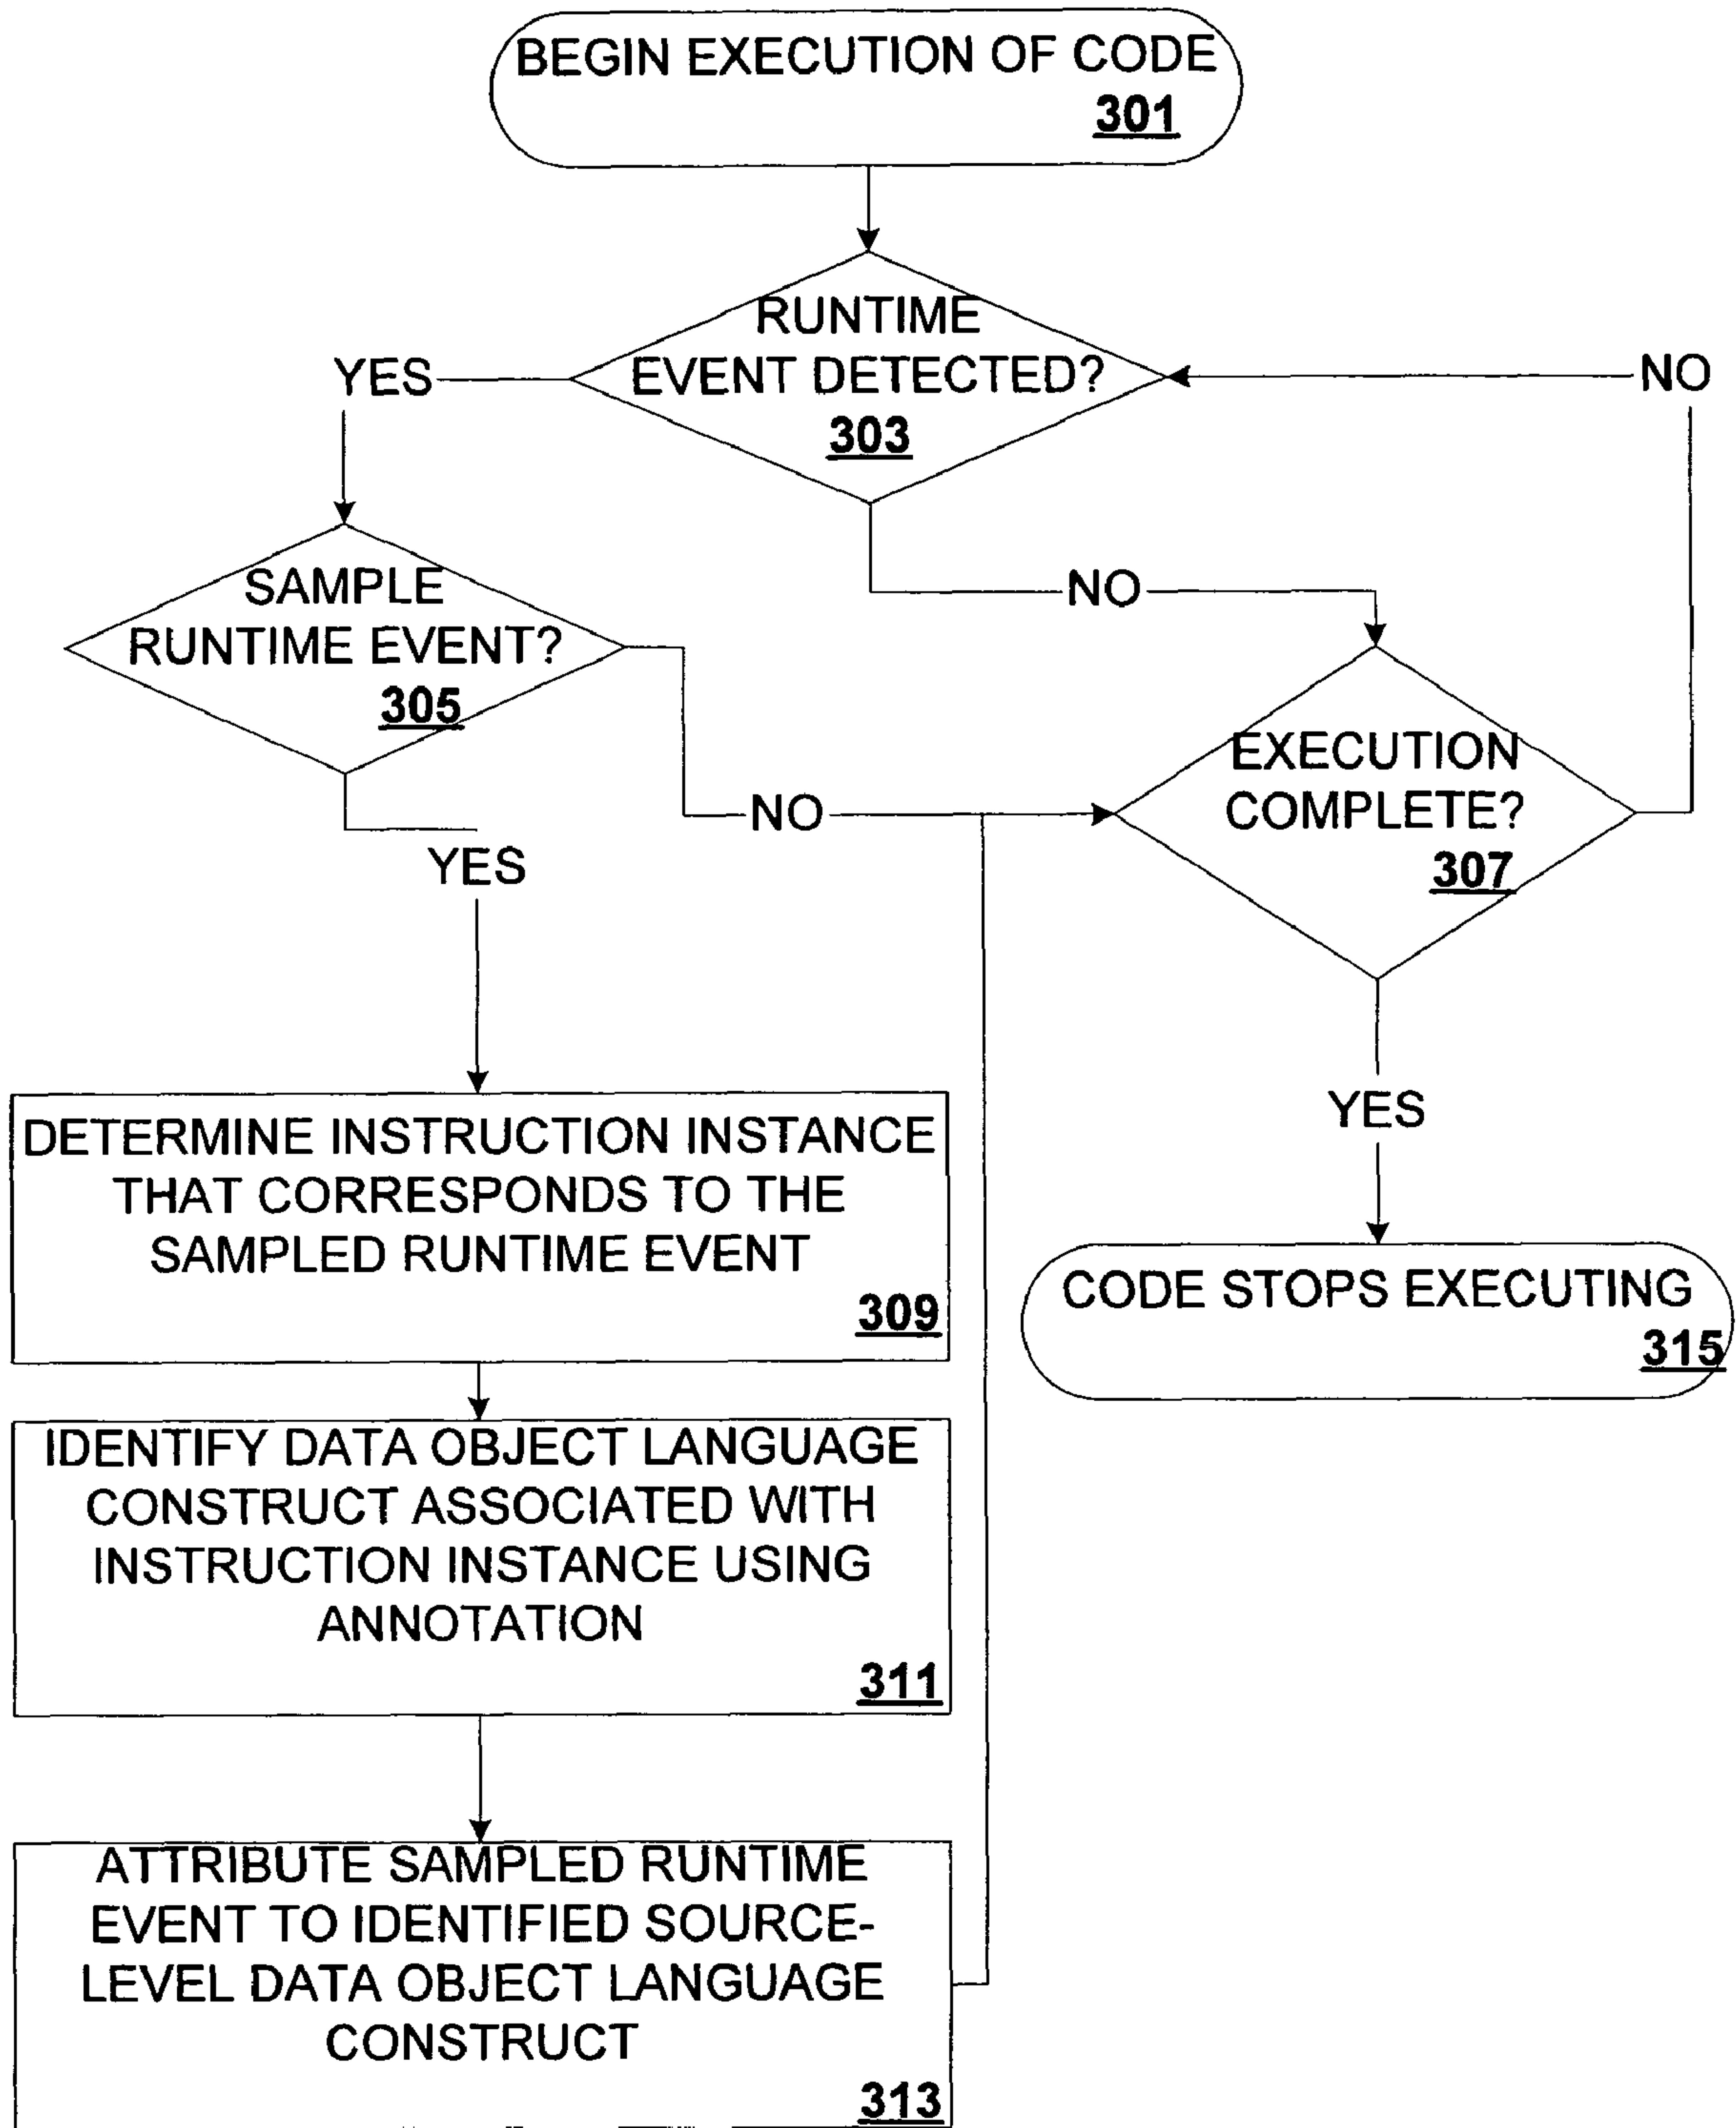 BEGIN EXECUTION OF CODE
301
RUNTIME
EVENT DETECTED?
303
YES
NO
SAMPLE
RUNTIME EVENT?
305
NO
EXECUTION
COMPLETE?
307
NO
YES
YES
DETERMINE INSTRUCTION INSTANCE
THAT CORRESPONDS TO THE
SAMPLED RUNTIME EVENT
309
CODE STOPS EXECUTING
315
IDENTIFY DATA OBJECT LANGUAGE
CONSTRUCT ASSOCIATED WITH
INSTRUCTION INSTANCE USING
ANNOTATION
311
ATTRIBUTE SAMPLED RUNTIME
EVENT TO IDENTIFIED SOURCE-
LEVEL DATA OBJECT LANGUAGE
CONSTRUCT
313